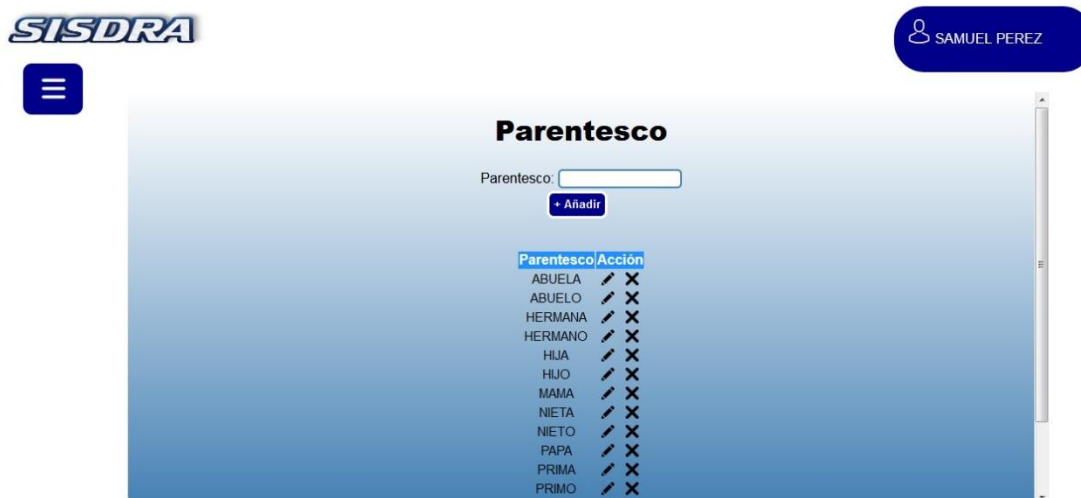 SISDRA
SAMUEL PEREZ
Parentesco
Parentesco:
+ Añadir
Parentesco Acción
ABUELA
ABUELO
HERMANA
HERMANO
HIJA
HIJO
MAMA
NIETA
NIETO
PAPA
PRIMA
PRIMO